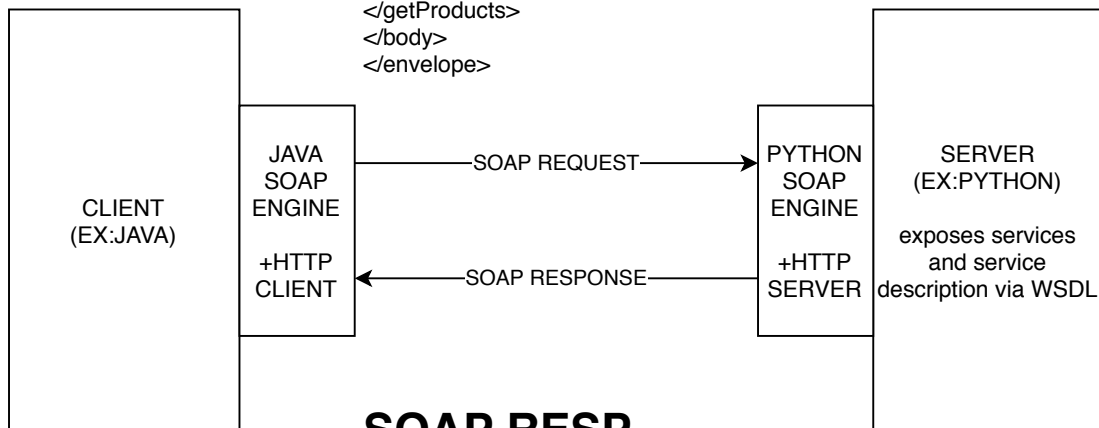 </getProducts>
</body>
</envelope>
CLIENT
(EX:JAVA)
JAVA
SOAP
ENGINE
+HTTP
CLIENT
SOAP REQUEST
SOAP RESPONSE
PYTHON
SOAP
ENGINE
+HTTP
SERVER
SERVER
(EX:PYTHON)
exposes services
and service
description via WSDL
SOAP RESP